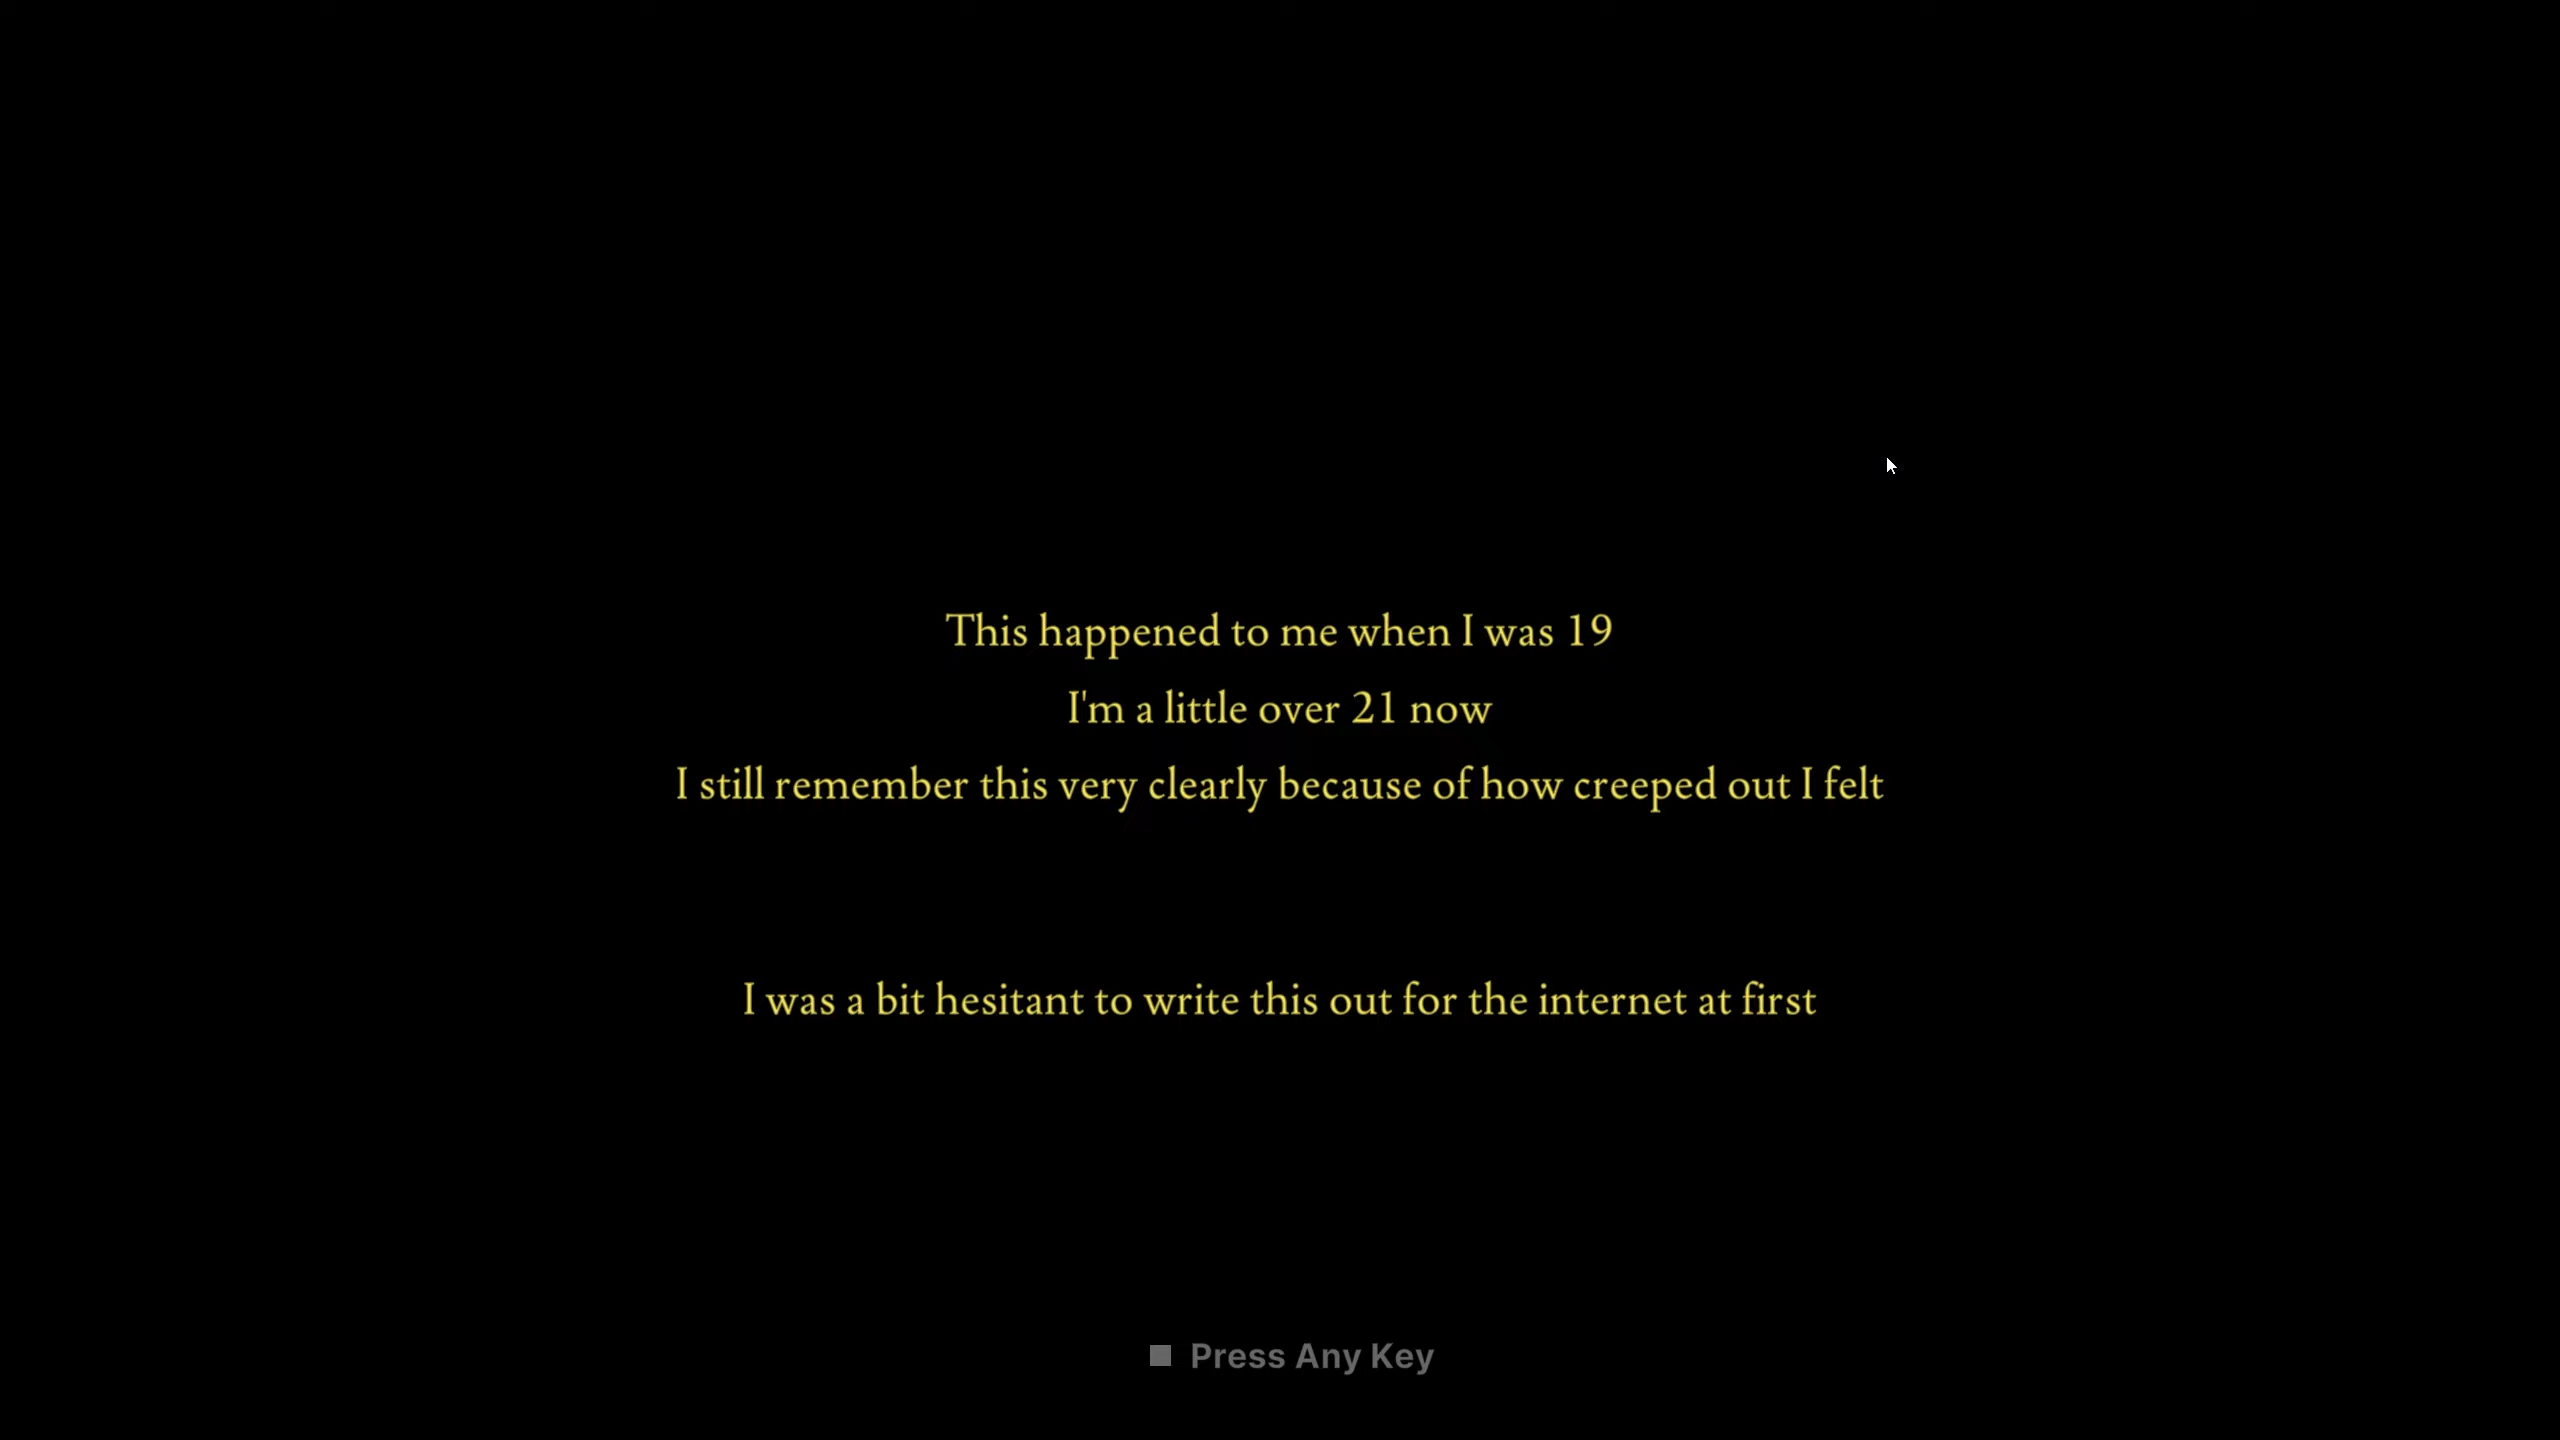 This happened to me when I was 19
I'm a little over 21 now
I still remember this very clearly because of how creeped out I felt
I was a bit hesitant to write this out for the internet at first
Press Any Key